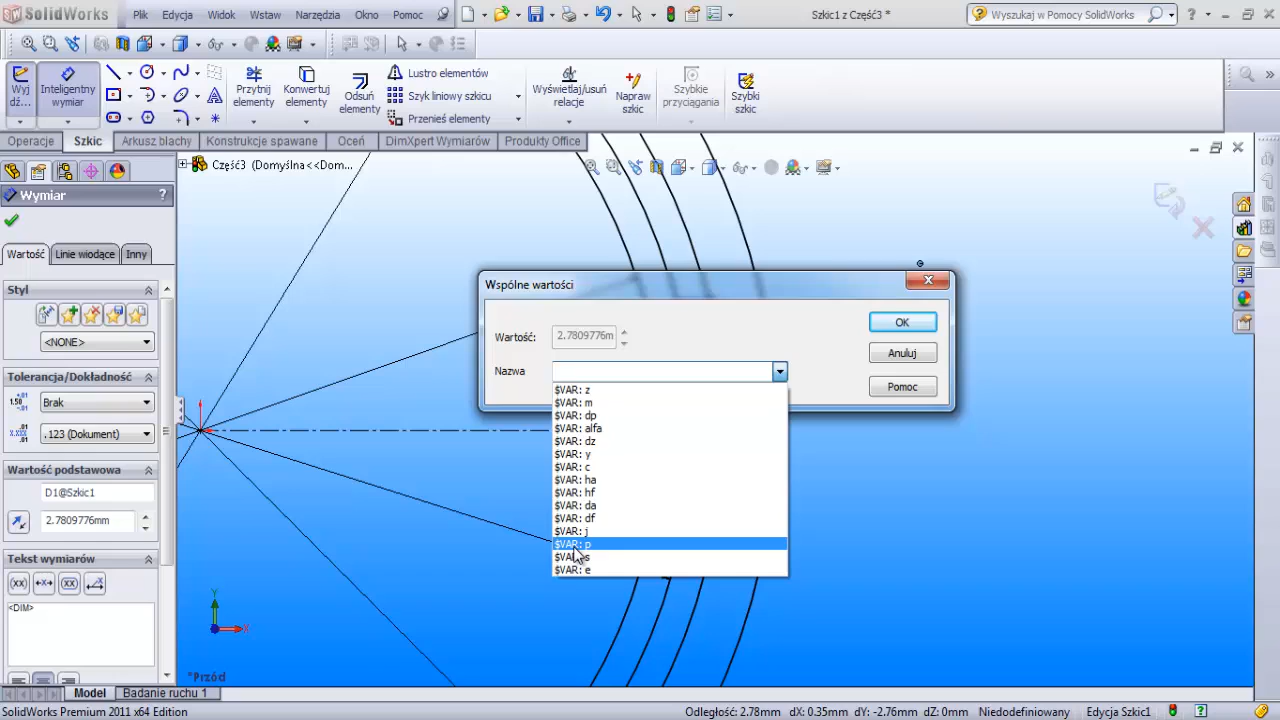 SolidWorks
Plik
Edycja
Widok
Wstaw
Narzędzia
Okno
Pomoc
Szkic1 z Część3 *
Wyszukaj w Pomocy SolidWorks
Wyj
dź...
Inteligentny
wymiar
Przytnij
elementy
Konwertuj
elementy
Odsuń
elementy
Lustro elementów
Szyk liniowy szkicu
Przenieś elementy
Wyświetlaj/usuń
relacje
Napraw
szkic
Szybkie
przyciągania
Szybki
szkic
Operacje
Szkic
Arkusz blachy
Konstrukcje spawane
Oceń
DimXpert Wymiarów
Produkty Office
Część3 (Domyślna<<Dom...
Wymiar
?
Wartość
Linie wiodące
Inny
Styl
<NONE>
Tolerancja/Dokładność
Brak
,123 (Dokument)
Wartość podstawowa
D1@Szkic1
2.7809776mm
Tekst wymiarów
<DIM>
Wspólne wartości
Wartość:
2.7809776m
Nazwa
OK
Anuluj
Pomoc
$VAR: z
$VAR: m
$VAR: dp
$VAR: alfa
$VAR: dz
$VAR: y
$VAR: c
$VAR: ha
$VAR: hf
$VAR: da
$VAR: df
$VAR: j
$VAR: p
$VAR: s
$VAR: e
Y
X
*Przód
Model
Badanie ruchu 1
SolidWorks Premium 2011 x64 Edition
Odległość: 2.78mm
dX: 0.35mm
dY: -2.76mm
dZ: 0mm
Niedodefiniowany
Edycja Szkic1